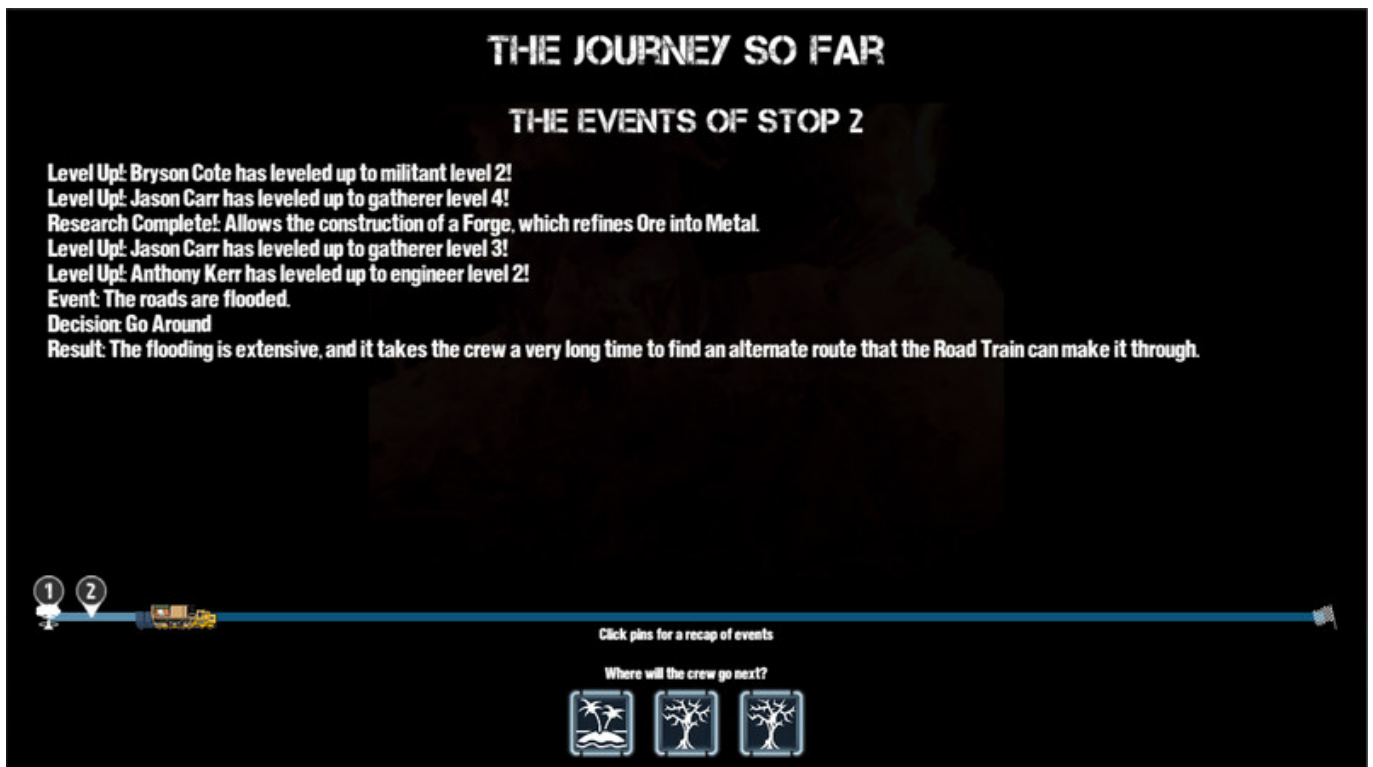 THE JOURNEY SO FAR
THE EVENTS OF STOP 2
Level Up!: Bryson Cote has leveled up to militant level 2!
Level Up!: Jason Carr has leveled up to gatherer level 4!
Research Complete!: Allows the construction of a Forge, which refines Ore into Metal.
Level Up!: Jason Carr has leveled up to gatherer level 3!
Level Up!: Anthony Kerr has leveled up to engineer level 2!
Event: The roads are flooded.
Decision: Go Around
Result: The flooding is extensive, and it takes the crew a very long time to find an alternate route that the Road Train can make it through.
1 2
Click pins for a recap of events
Where will the crew go next?